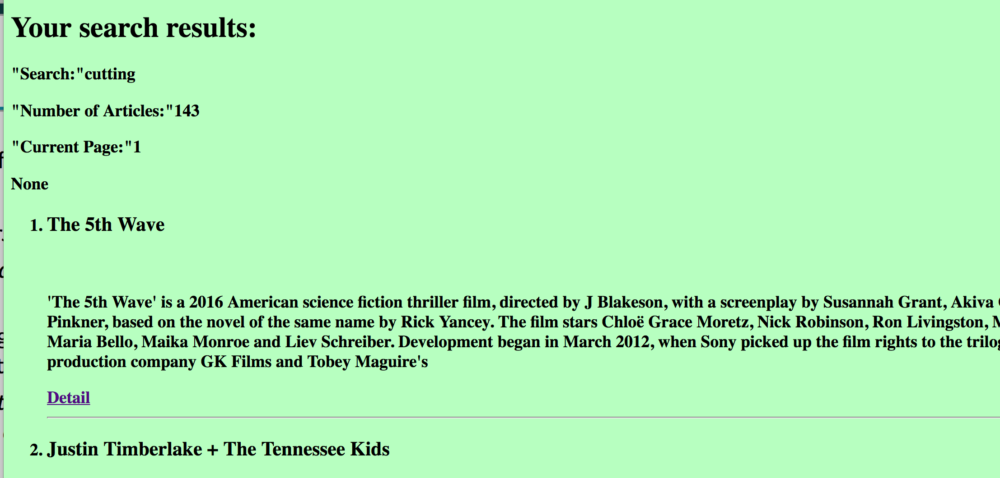 Your search results:
"Search:"cutting
"Number of Articles:"143
"Current Page:"1
None
1. The 5th Wave
'The 5th Wave' is a 2016 American science fiction thriller film, directed by J Blakeson, with a screenplay by Susannah Grant, Akiva
Pinkner, based on the novel of the same name by Rick Yancey. The film stars Chloë Grace Moretz, Nick Robinson, Ron Livingston,
Maria Bello, Maika Monroe and Liev Schreiber. Development began in March 2012, when Sony picked up the film rights to the
production company GK Films and Tobey Maguire's
Detail
2. Justin Timberlake + The Tennessee Kids